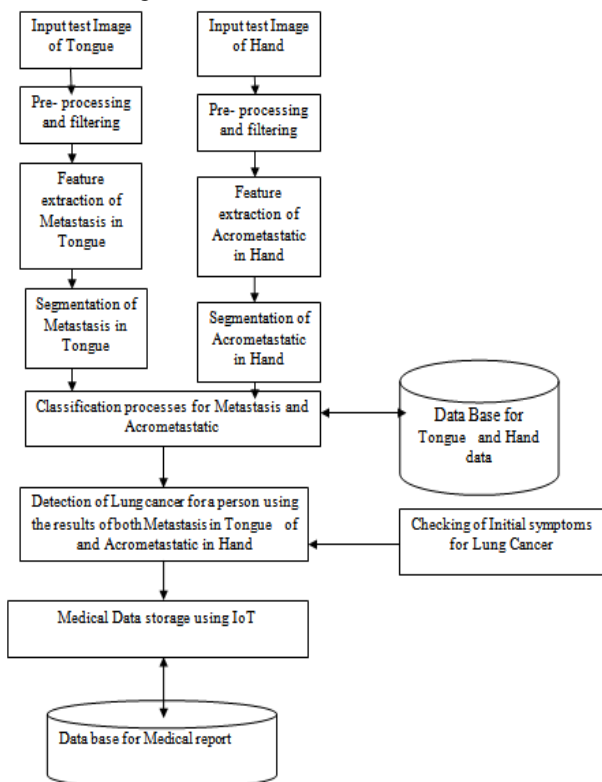 Input test Image
of Tongue
Input test Image
of Hand
Pre- processing
and filtering
Pre- processing
and filtering
Feature
extraction of
Metastasis in
Tongue
Feature
extraction of
Acrometastatic
in Hand
Segmentation of
Metastasis in
Tongue
Segmentation of
Acrometastatic
in Hand
Classification processes for Metastasis and
Acrometastatic
Data Base for
Tongue and Hand
data
Detection of Lung cancer for a person using
the results of both Metastasis in Tongue of
and Acrometastatic in Hand
Checking of Initial symptoms
for Lung Cancer
Medical Data storage using IoT
Data base for Medical report